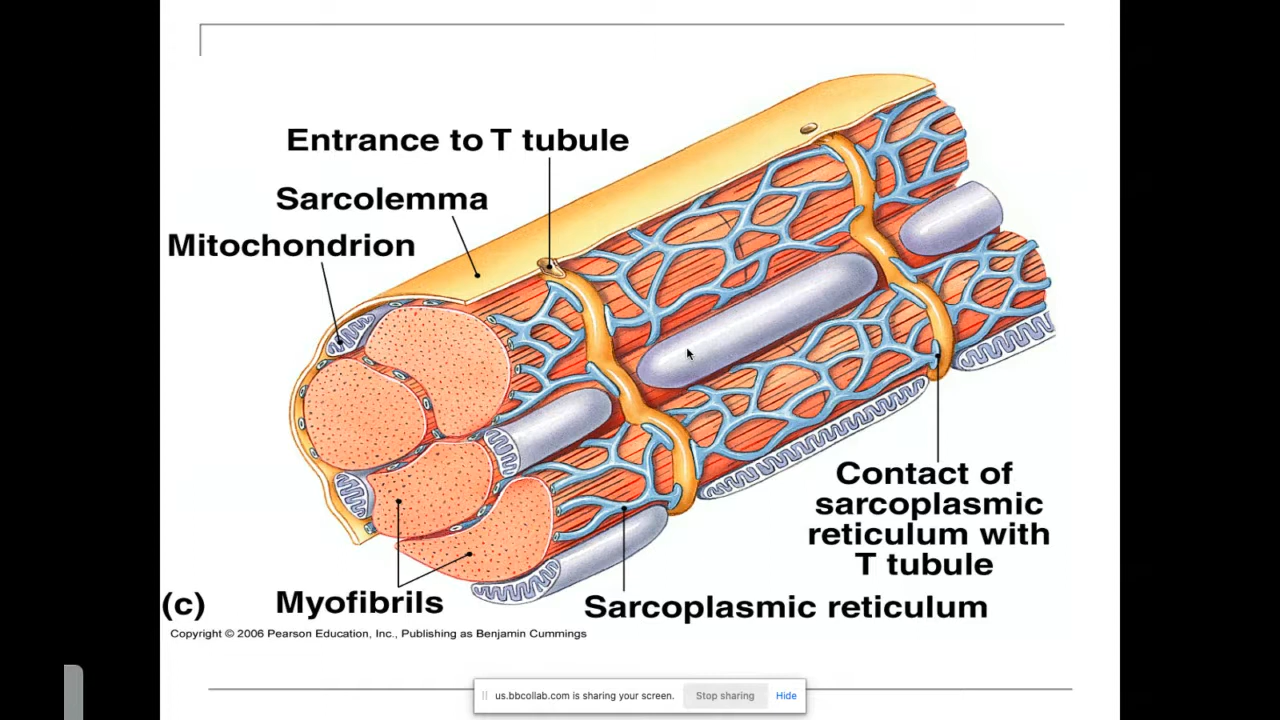 Entrance to T tubule
Sarcolemma
Mitochondrion
Contact of
sarcoplasmic
reticulum with
T tubule
(c)
Myofibrils
Sarcoplasmic reticulum
Copyright © 2006 Pearson Education, Inc., Publishing as Benjamin Cummings
us.bbcollab.com is sharing your screen.
Stop sharing
Hide